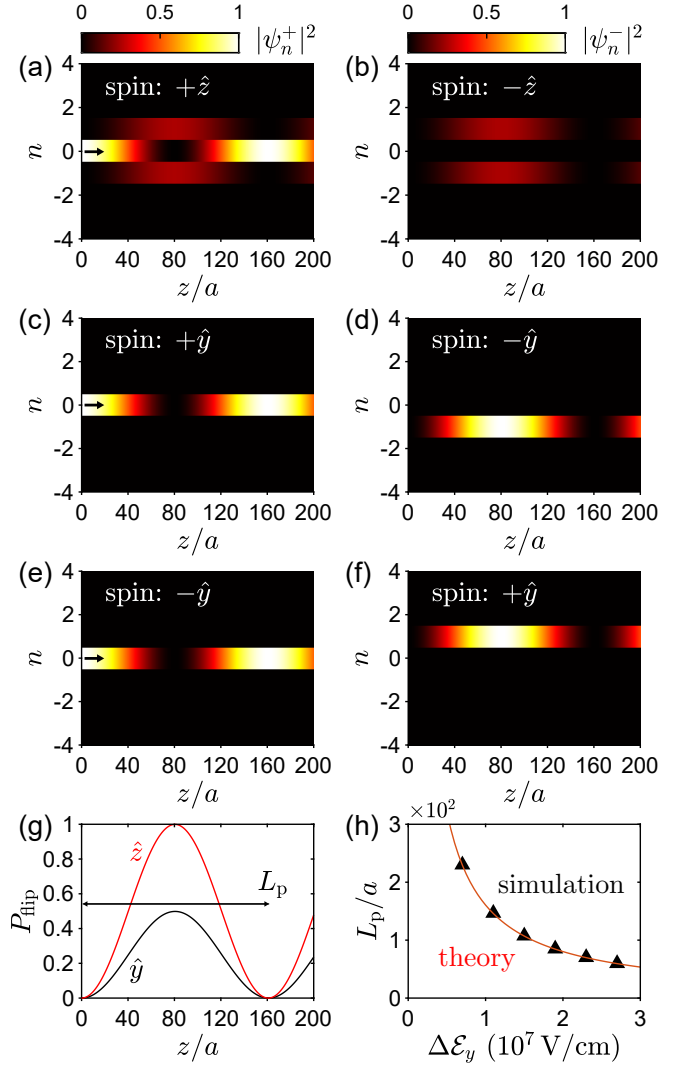 0 0.5 1 |ψ_n^+|^2 0 0.5 1 |ψ_n^-|^2
(a) (b)
4 spin: +ẑ 4 spin: −ẑ
2 2
n 0 n 0
-2 -2
-4 -4
0 40 80 120 160 200 0 40 80 120 160 200
z/a z/a
(c) (d)
4 spin: +ŷ 4 spin: −ŷ
2 2
n 0 n 0
-2 -2
-4 -4
0 40 80 120 160 200 0 40 80 120 160 200
z/a z/a
(e) (f)
4 spin: −ŷ 4 spin: +ŷ
2 2
n 0 n 0
-2 -2
-4 -4
0 40 80 120 160 200 0 40 80 120 160 200
z/a z/a
(g) (h)
×10^2
1 ẑ 3
0.8 L_p simulation
0.6 2
P_flip L_p/a
0.4 ŷ 1 theory
0.2
0 0
0 40 80 120 160 200 0 1 2 3
z/a Δℰ_y (10^7 V/cm)